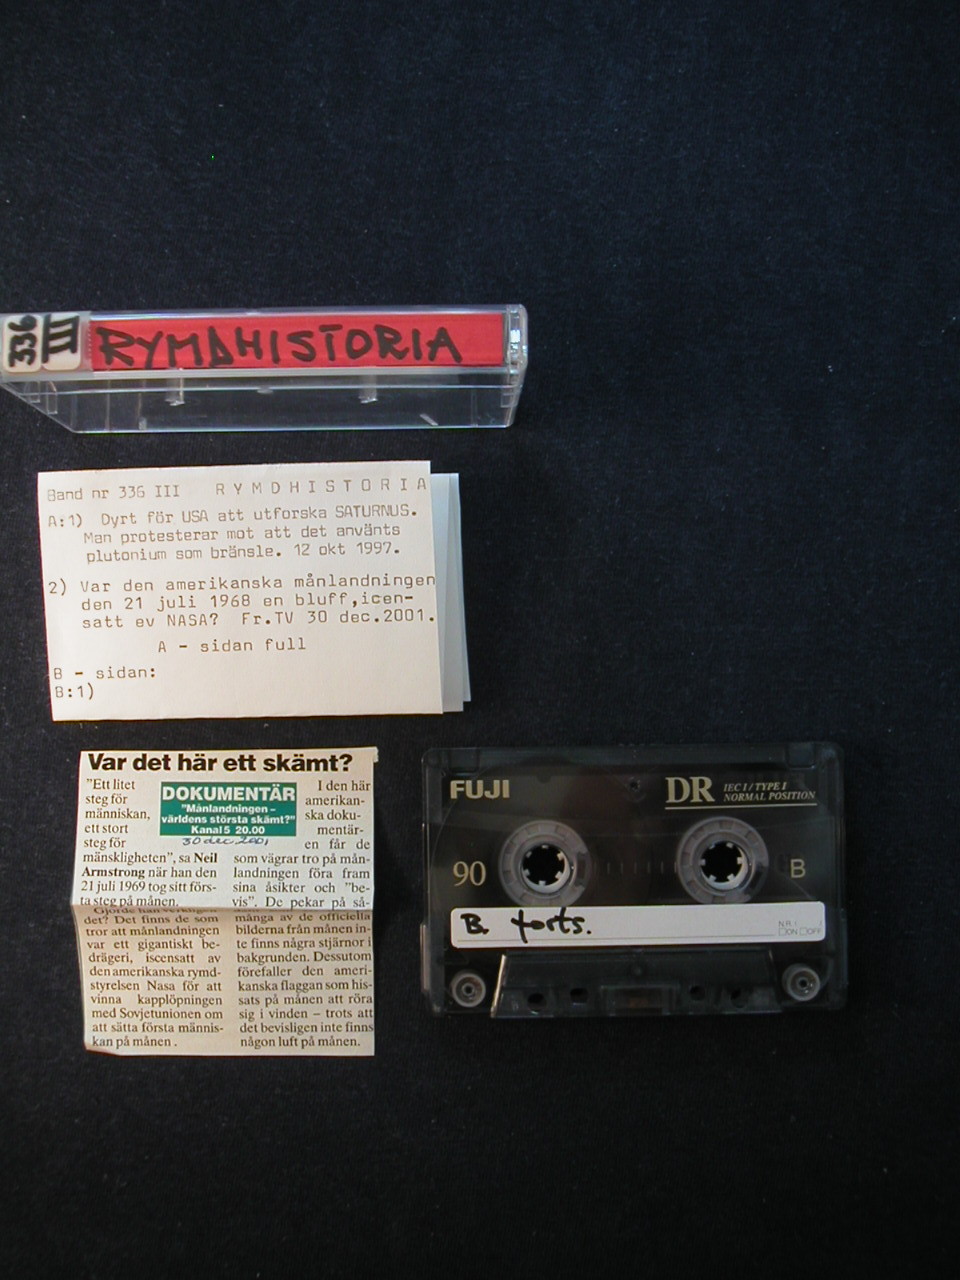 336
III
RYMDHISTORIA
Band nr 336 III RYMDHISTORIA
A:1) Dyrt för USA att utforska SATURNUS.
Man protesterar mot att det använts
plutonium som bränsle. 12 okt 1997.
2) Var den amerikanska månlandningen
den 21 juli 1968 en bluff,icen-
satt ev NASA? Fr.TV 30 dec.2001.
A - sidan full
B - sidan:
B:1)
Var det här ett skämt?
"Ett litet
steg för
människan,
ett stort
steg för
mänskligheten", sa Neil
Armstrong när han den
21 juli 1969 tog sitt förs-
ta steg på månen.
Gjorde han verkligen
det? Det finns de som
tror att månlandningen
var ett gigantiskt be-
drägeri, iscensatt av
den amerikanska rymd-
styrelsen Nasa för att
vinna kapplöpningen
med Sovjetunionen om
att sätta första männis-
kan på månen .
DOKUMENTÄR
"Månlandningen –
världens största skämt?"
Kanal 5 20.00
30 dec. 2001
I den här
amerikan-
ska doku-
mentär-
en får de
som vägrar tro på mån-
landningen föra fram
sina åsikter och "be-
vis". De pekar på så-
många av de officiella
bilderna från månen in-
te finns några stjärnor i
bakgrunden. Dessutom
förefaller den ameri-
kanska flaggan som his-
sats på månen att röra
sig i vinden – trots att
det bevisligen inte finns
någon luft på månen.
FUJI
DR IEC I / TYPE I
NORMAL POSITION
90
B
B. forts.
N.R.
ON OFF